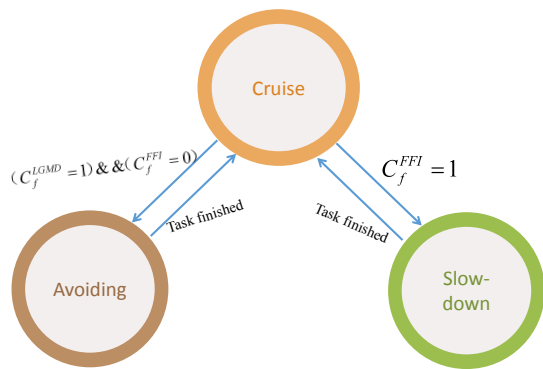 Cruise
(C_f^{LGMD} = 1) & &(C_f^{FFI} = 0)
C_f^{FFI} = 1
Task finished
Task finished
Avoiding
Slow-
down